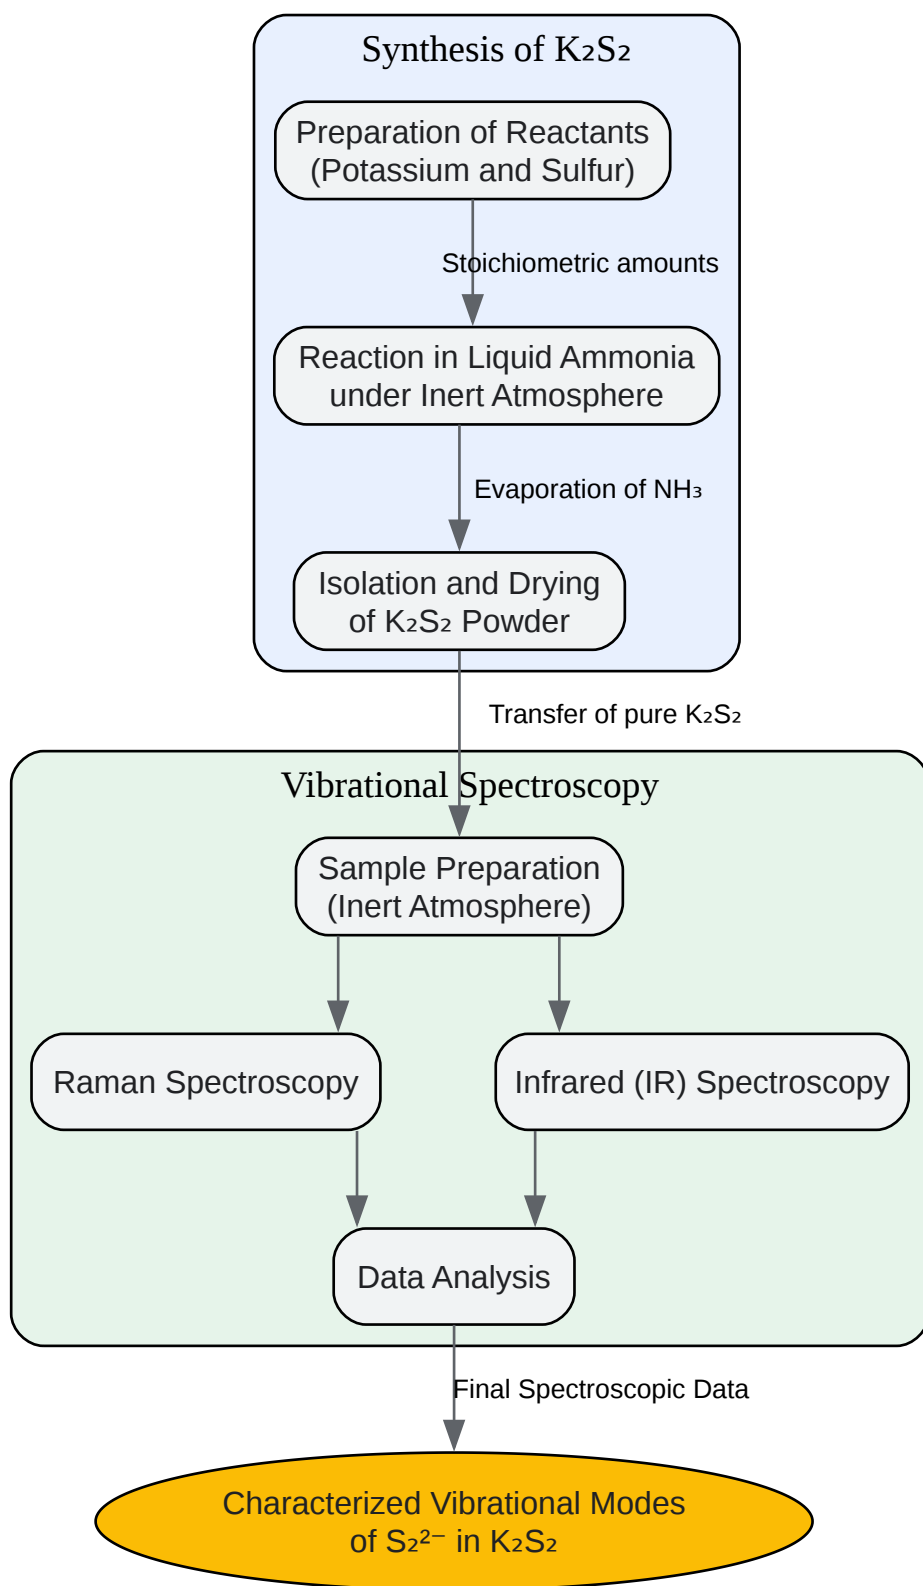 Synthesis of K₂S₂
Preparation of Reactants
(Potassium and Sulfur)
Stoichiometric amounts
Reaction in Liquid Ammonia
under Inert Atmosphere
Evaporation of NH₃
Isolation and Drying
of K₂S₂ Powder
Transfer of pure K₂S₂
Vibrational Spectroscopy
Sample Preparation
(Inert Atmosphere)
Raman Spectroscopy
Infrared (IR) Spectroscopy
Data Analysis
Final Spectroscopic Data
Characterized Vibrational Modes
of S₂²⁻ in K₂S₂